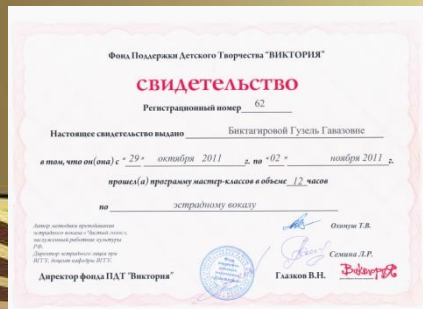 Фонд Поддержки Детского Творчества "ВИКТОРИЯ"
свидетельство
Регистрационный номер 62
Настоящее свидетельство выдано Биктагировой Гузель Гавазовне
в том, что он(она) с "29" октября 2011 г. по "02" ноября 2011 г.
прошел(а) программу мастер-классов в объеме 12 часов
по эстрадному вокалу
Автор методики преподавания
эстрадного вокала «Чистый голос»,
заслуженный работник культуры
РФ.
Охомуш Т.В.
Директор эстрадного лицея при
ВГГУ, доцент кафедры ВГГУ.
Семина Л.Р.
Директор фонда ПДТ "Виктория" Глазков В.Н. Виктория